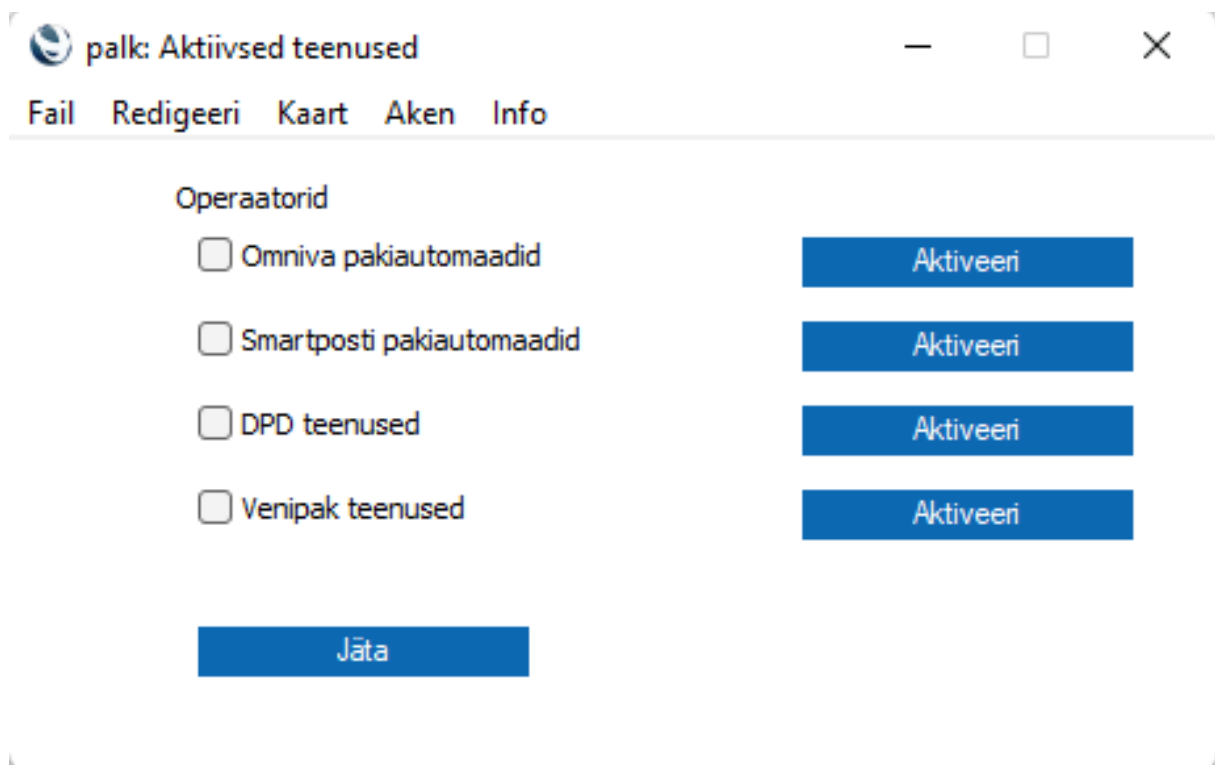 palk: Aktiivsed teenused
Fail Redigeeri Kaart Aken Info
Operaatorid
Omniva pakiautomaadid Aktiveeri
Smartposti pakiautomaadid Aktiveeri
DPD teenused Aktiveeri
Venipak teenused Aktiveeri
Jäta